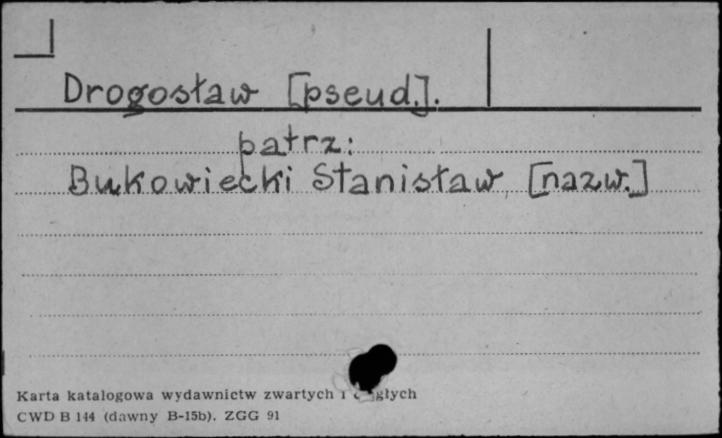 Drogosław [pseud.].
patrz:
Bukowiecki Stanisław [nazw.]
Karta katalogowa wydawnictw zwartych i
CWD B 144 (dawny B-15b). ZGG 91